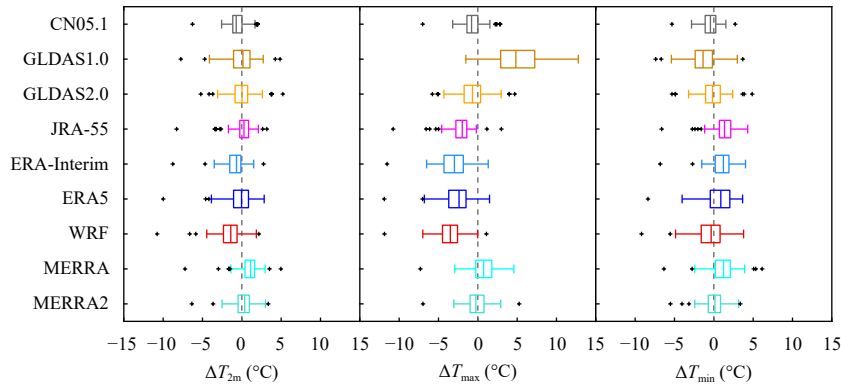 CN05.1
GLDAS1.0
GLDAS2.0
JRA-55
ERA-Interim
ERA5
WRF
MERRA
MERRA2
−15 −10 −5 0 5 10 15 −10 −5 0 5 10 15 −10 −5 0 5 10 15
ΔT2m (°C) ΔTmax (°C) ΔTmin (°C)